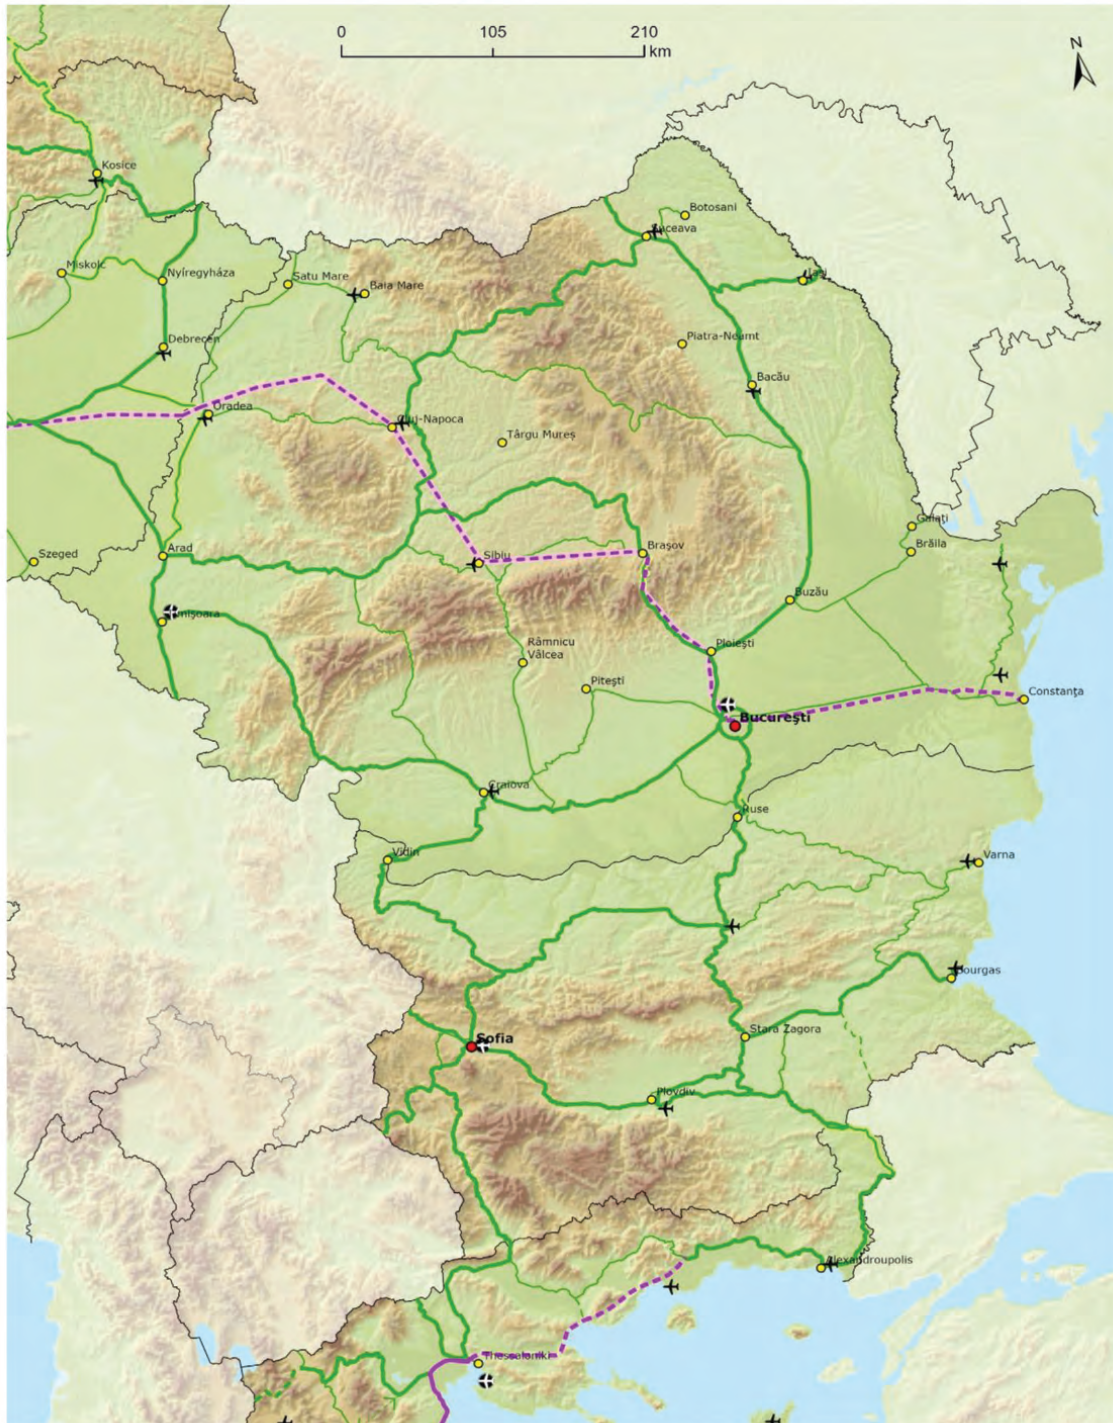 0 105 210
km
N
Kosice
Botosani
Suceava
Miskolc
Nyíregyháza
Satu Mare
Baia Mare
Iaşi
Debrecen
Piatra-Neamt
Bacău
Oradea
Cluj-Napoca
Târgu Mureş
Galaţi
Brăila
Szeged
Arad
Sibiu
Braşov
Buzău
Timişoara
Râmnicu
Vâlcea
Ploieşti
Piteşti
Constanţa
Bucureşti
Craiova
Ruse
Vidin
Varna
Bourgas
Stara Zagora
Sofia
Plovdiv
Alexandroupolis
Thessaloniki